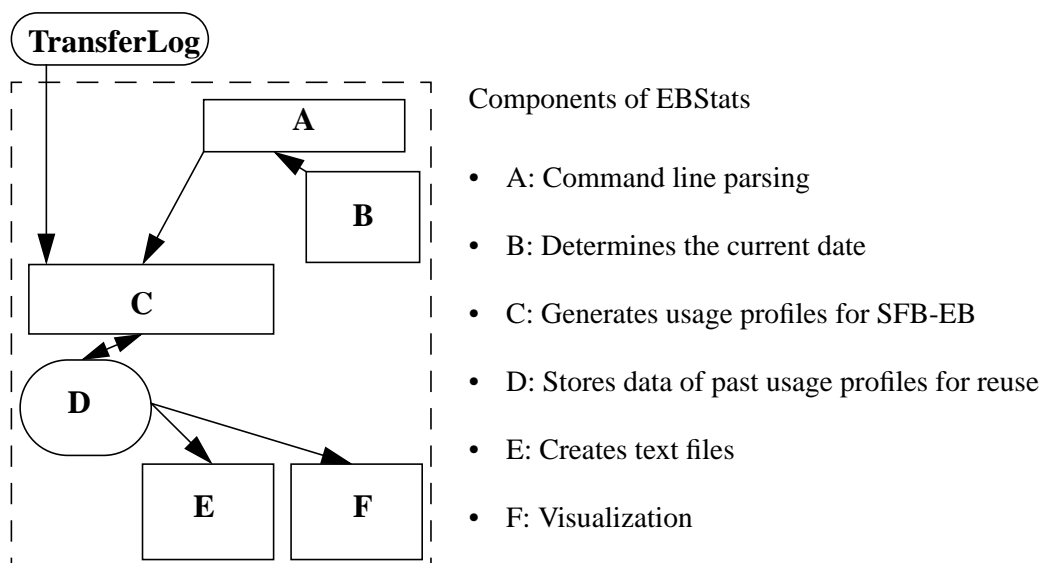 TransferLog
A
B
C
D
E
F
Components of EBStats
• A: Command line parsing
• B: Determines the current date
• C: Generates usage profiles for SFB-EB
• D: Stores data of past usage profiles for reuse
• E: Creates text files
• F: Visualization